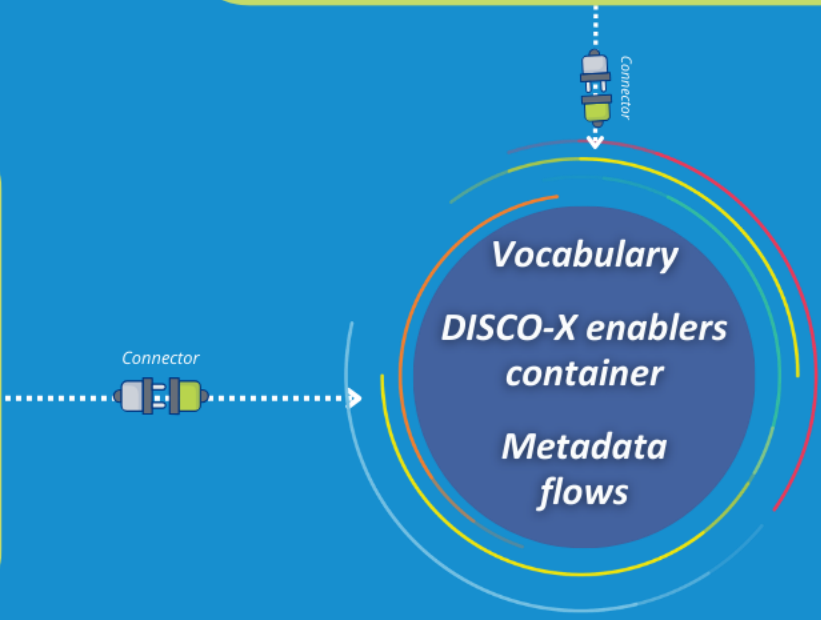 Connector
Vocabulary
DISCO-X enablers
container
Connector
Metadata
flows